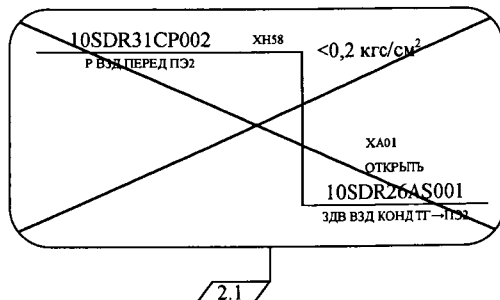 10SDR31CP002 XH58 <0,2 кгс/см²
Р ВЗД ПЕРЕД ПЭ2
XA01
ОТКРЫТЬ
10SDR26AS001
ЗДВ ВЗД КОНД ТГ→ПЭ2
2.1